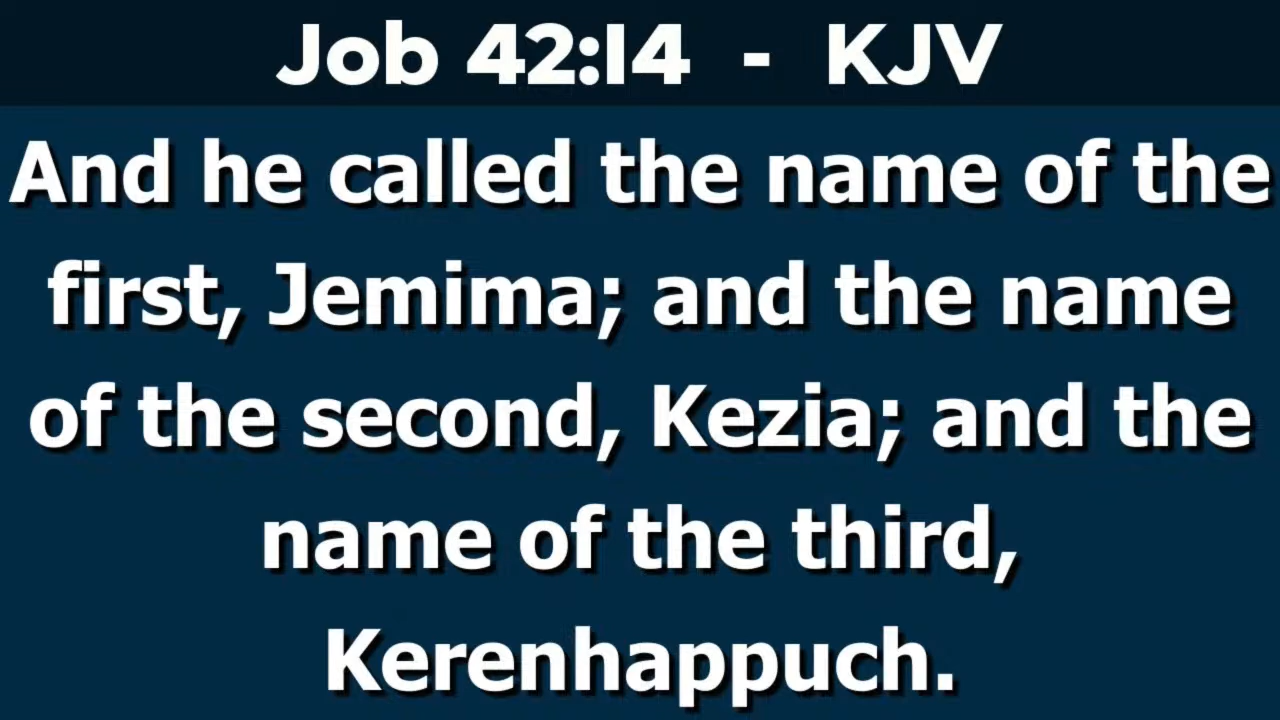 Job 42:14 - KJV
And he called the name of the
first, Jemima; and the name
of the second, Kezia; and the
name of the third,
Kerenhappuch.